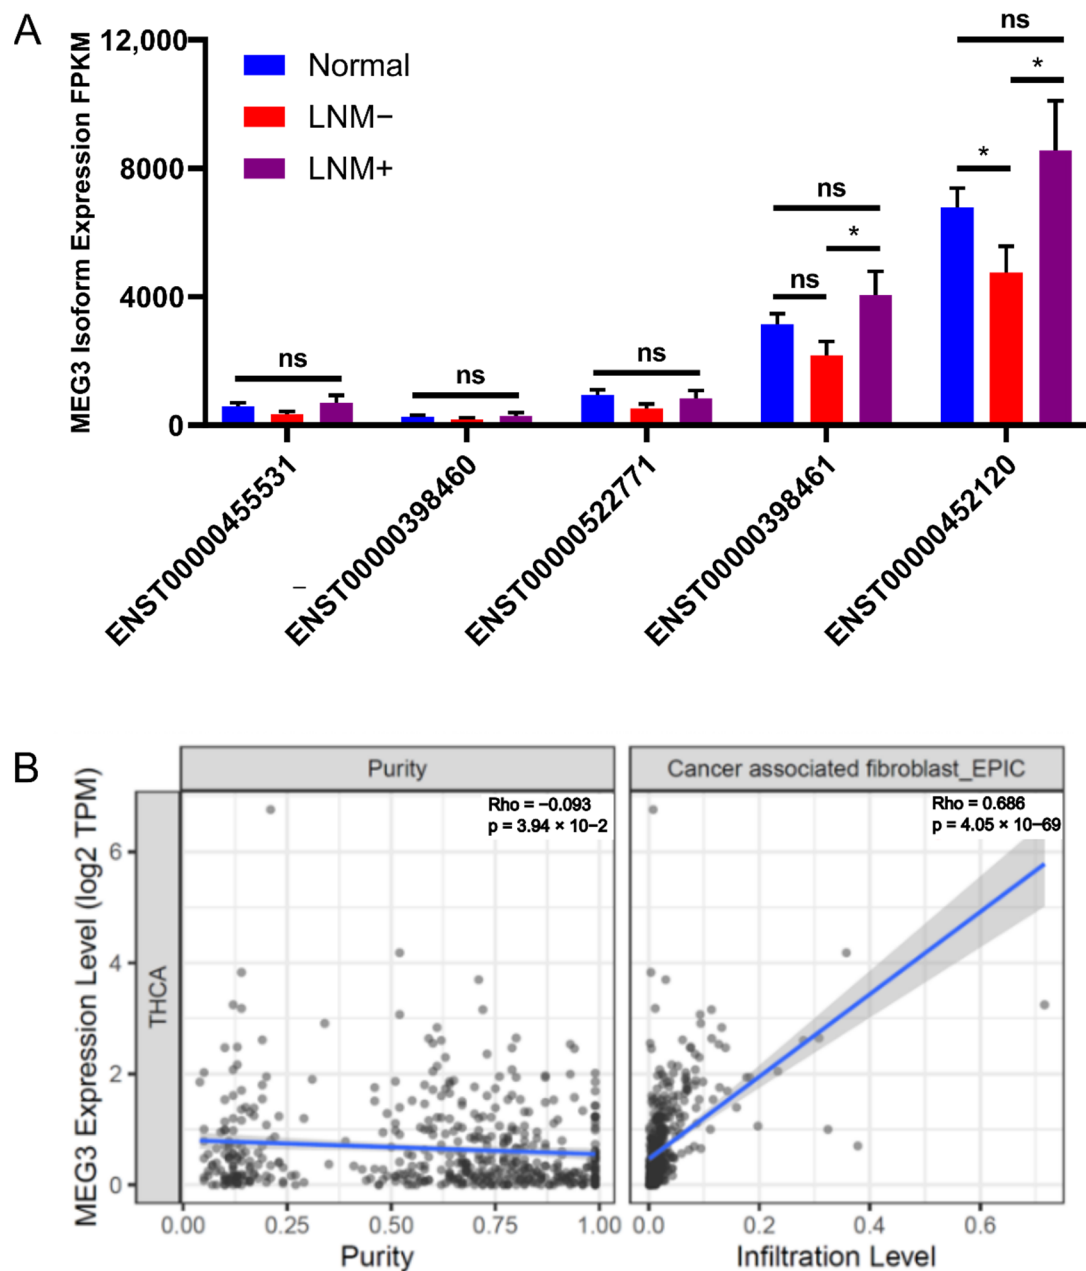 A
MEG3 Isoform Expression FPKM
12,000
8000
4000
0
Normal
LNM−
LNM+
ns
ns
ns
ns
*
ns
ns
*
*
ENST00000455531
ENST00000398460
ENST00000522771
ENST00000398461
ENST00000452120
B
MEG3 Expression Level (log2 TPM)
THCA
Purity
Cancer associated fibroblast_EPIC
Rho = −0.093
p = 3.94 × 10−2
Rho = 0.686
p = 4.05 × 10−69
6
4
2
0
0.00 0.25 0.50 0.75 1.00
0.0 0.2 0.4 0.6
Purity
Infiltration Level